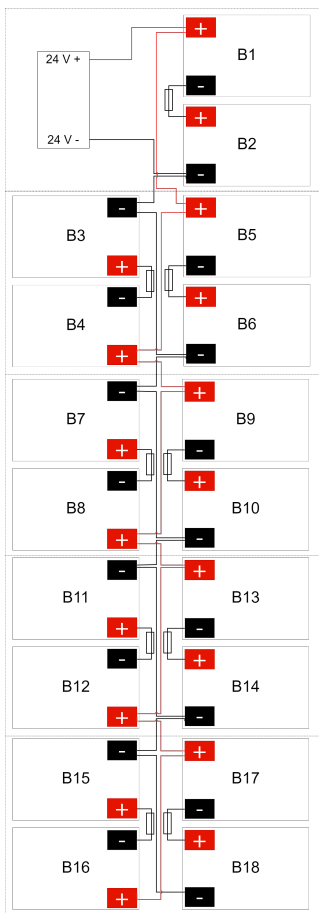 +
B1
24 V +
-
+
B2
24 V -
-
-
+
B3
B5
+
-
-
+
B4
B6
+
-
-
+
B7
B9
+
-
-
+
B8
B10
+
-
-
+
B11
B13
+
-
-
+
B12
B14
+
-
-
+
B15
B17
+
-
-
+
B16
B18
+
-